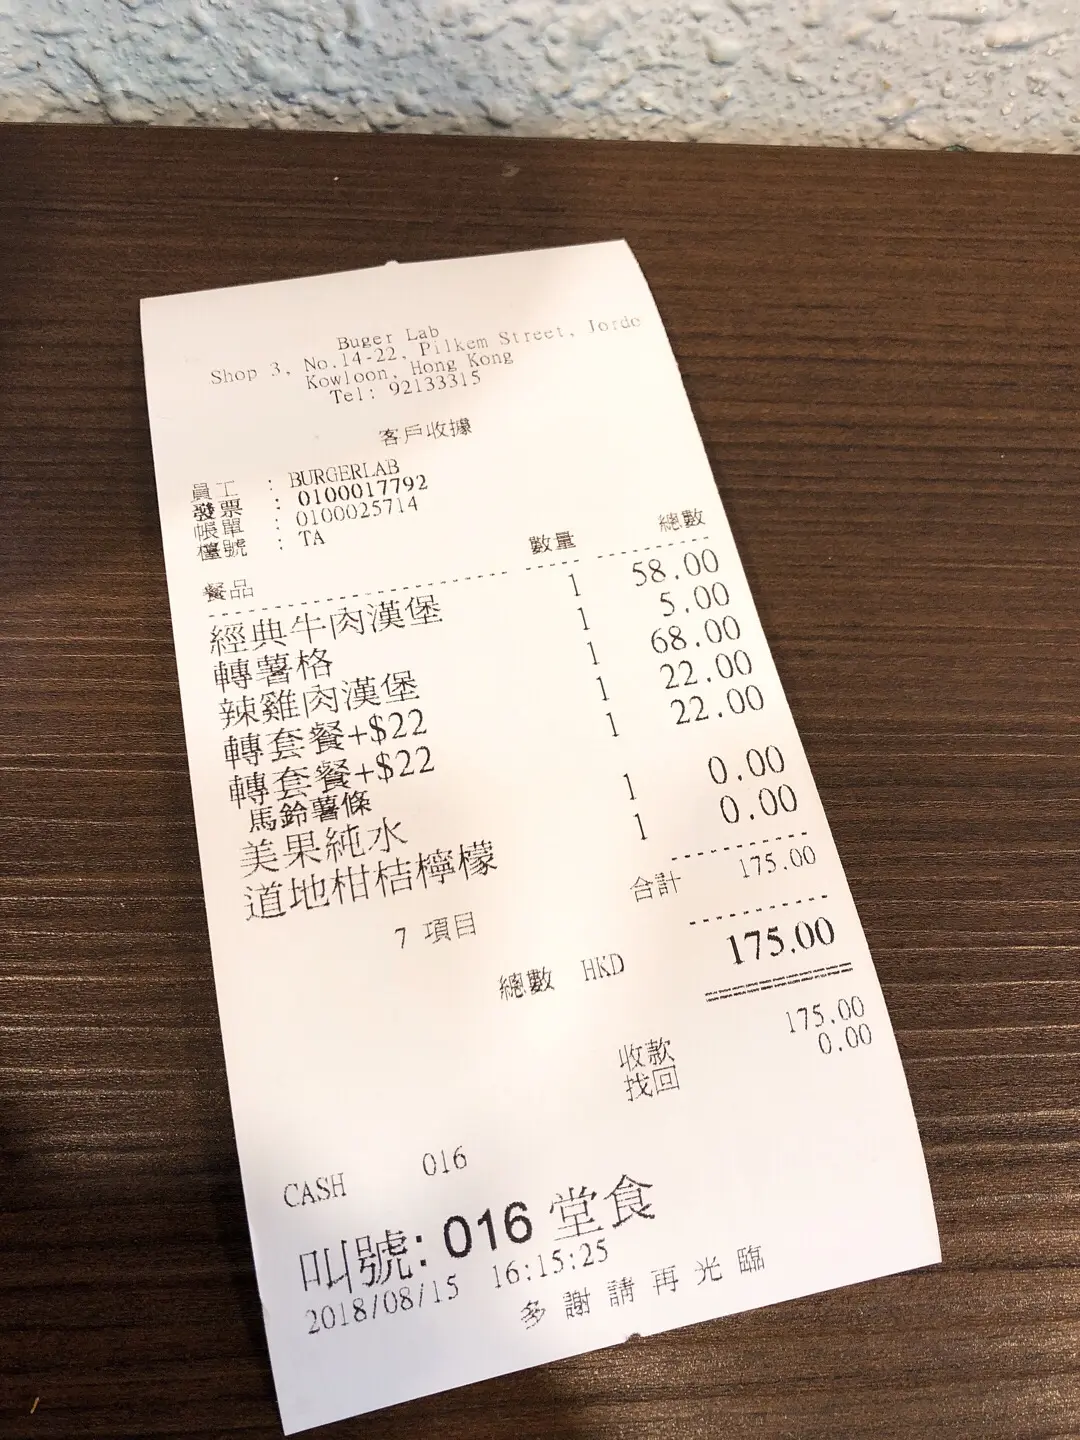 Buger Lab
Shop 3, No.14-22, Pilkem Street, Jordo
Kowloon, Hong Kong
Tel: 92133315
客戶收據
員工 : BURGERLAB
發票 : 0100017792
帳單 : 0100025714
檯號 : TA
餐品 數量 總數
經典牛肉漢堡 1 58.00
轉薯格 1 5.00
辣雞肉漢堡 1 68.00
轉套餐+$22 1 22.00
轉套餐+$22 1 22.00
馬鈴薯條
美果純水 1 0.00
道地柑桔檸檬 1 0.00
合計 175.00
7 項目
總數 HKD 175.00
收款 175.00
找回 0.00
CASH 016
叫號: 016 堂食
2018/08/15 16:15:25
多謝請再光臨